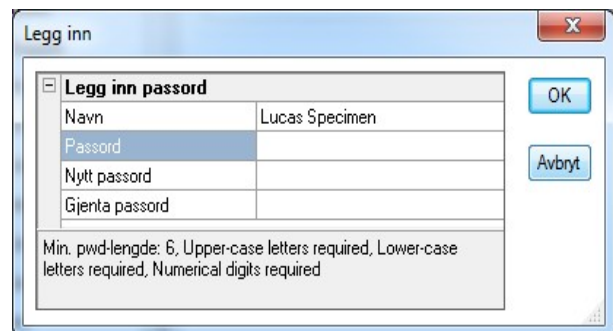 Legg inn
Legg inn passord
Navn Lucas Specimen
Passord
Nytt passord
Gjenta passord
OK
Avbryt
Min. pwd-lengde: 6, Upper-case letters required, Lower-case
letters required, Numerical digits required